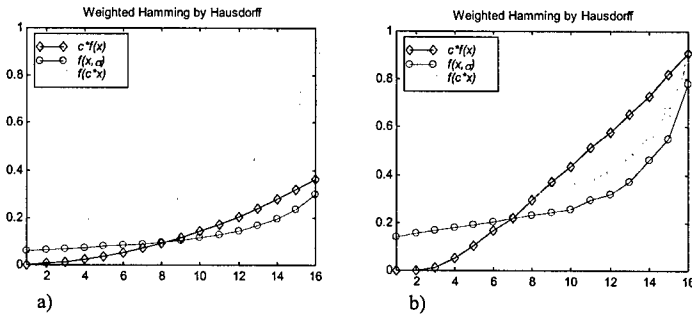 Weighted Hamming by Hausdorff
1
0.8
0.6
0.4
0.2
0
2 4 6 8 10 12 14 16
c*f(x)
f(x,α)
f(c*x)
a)
Weighted Hamming by Hausdorff
1
0.8
0.6
0.4
0.2
0
2 4 6 8 10 12 14 16
c*f(x)
f(x,α)
f(c*x)
b)